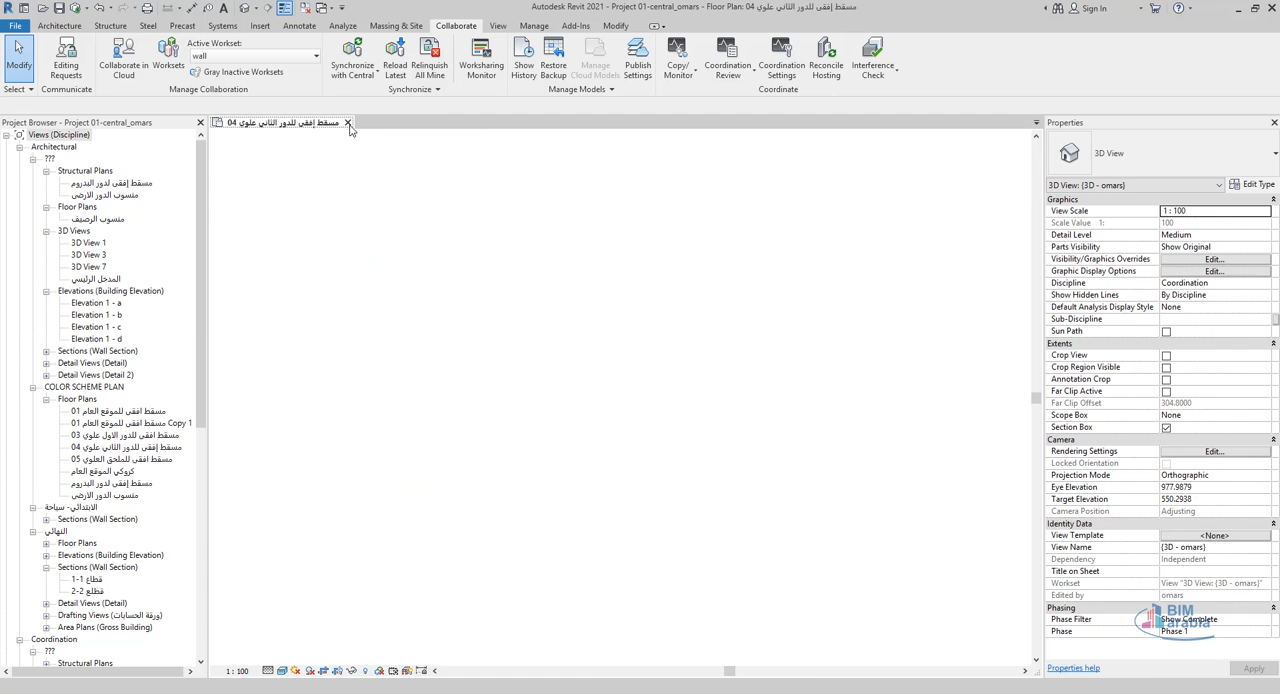 Autodesk Revit 2021 - Project 01-central_omars - Floor Plan: 04 مسقط إفقي للدور الثاني علوي
Sign In
File Architecture Structure Steel Precast Systems Insert Annotate Analyze Massing & Site Collaborate View Manage Add-Ins Modify
Modify
Editing Requests
Collaborate in Cloud
Worksets
Active Workset:
wall
Gray Inactive Worksets
Synchronize with Central
Reload Latest
Relinquish All Mine
Worksharing Monitor
Show History
Restore Backup
Manage Cloud Models
Publish Settings
Copy/ Monitor
Coordination Review
Coordination Settings
Reconcile Hosting
Interference Check
Select
Communicate
Manage Collaboration
Synchronize
Manage Models
Coordinate
Project Browser - Project 01-central_omars
Views (Discipline)
Architectural
???
Structural Plans
مسقط إفقي لدور البدروم
منسوب الدور الارضي
Floor Plans
منسوب الرصيف
3D Views
3D View 1
3D View 3
3D View 7
المدخل الرئيسي
Elevations (Building Elevation)
Elevation 1 - a
Elevation 1 - b
Elevation 1 - c
Elevation 1 - d
Sections (Wall Section)
Detail Views (Detail)
Detail Views (Detail 2)
COLOR SCHEME PLAN
Floor Plans
01 مسقط افقي للموقع العام
01 مسقط افقي للموقع العام Copy 1
03 مسقط افقي للدور الاول علوي
04 مسقط إفقي للدور الثاني علوي
05 مسقط افقي للملحق العلوي
كروكي الموقع العام
مسقط إفقي لدور البدروم
منسوب الدور الارضي
الابتدائي- سباحة
Sections (Wall Section)
النهائي
Floor Plans
Elevations (Building Elevation)
Sections (Wall Section)
قطاع 1-1
قطلع 2-2
Detail Views (Detail)
Drafting Views (ورقة الحسابات)
Area Plans (Gross Building)
Coordination
???
Structural Plans
04 مسقط إفقي للدور الثاني علوي
1 : 100
Properties
3D View
3D View: {3D - omars}
Edit Type
Graphics
View Scale 1 : 100
Scale Value 1: 100
Detail Level Medium
Parts Visibility Show Original
Visibility/Graphics Overrides Edit...
Graphic Display Options Edit...
Discipline Coordination
Show Hidden Lines By Discipline
Default Analysis Display Style None
Sub-Discipline
Sun Path
Extents
Crop View
Crop Region Visible
Annotation Crop
Far Clip Active
Far Clip Offset 304.8000
Scope Box None
Section Box
Camera
Rendering Settings Edit...
Locked Orientation
Projection Mode Orthographic
Eye Elevation 977.9879
Target Elevation 550.2938
Camera Position Adjusting
Identity Data
View Template <None>
View Name {3D - omars}
Dependency Independent
Title on Sheet
Workset View "3D View: {3D - omars}"
Edited by omars
Phasing
Phase Filter Show Complete
Phase Phase 1
BIM arabia
Properties help
Apply